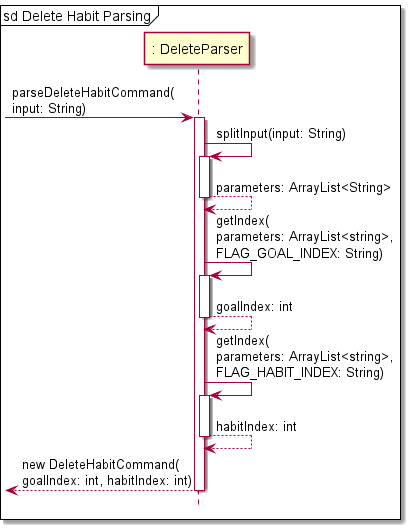 sd Delete Habit Parsing
: DeleteParser
parseDeleteHabitCommand(
input: String)
splitInput(input: String)
parameters: ArrayList<String>
getIndex(
parameters: ArrayList<string>,
FLAG_GOAL_INDEX: String)
goalIndex: int
getIndex(
parameters: ArrayList<string>,
FLAG_HABIT_INDEX: String)
habitIndex: int
new DeleteHabitCommand(
goalIndex: int, habitIndex: int)